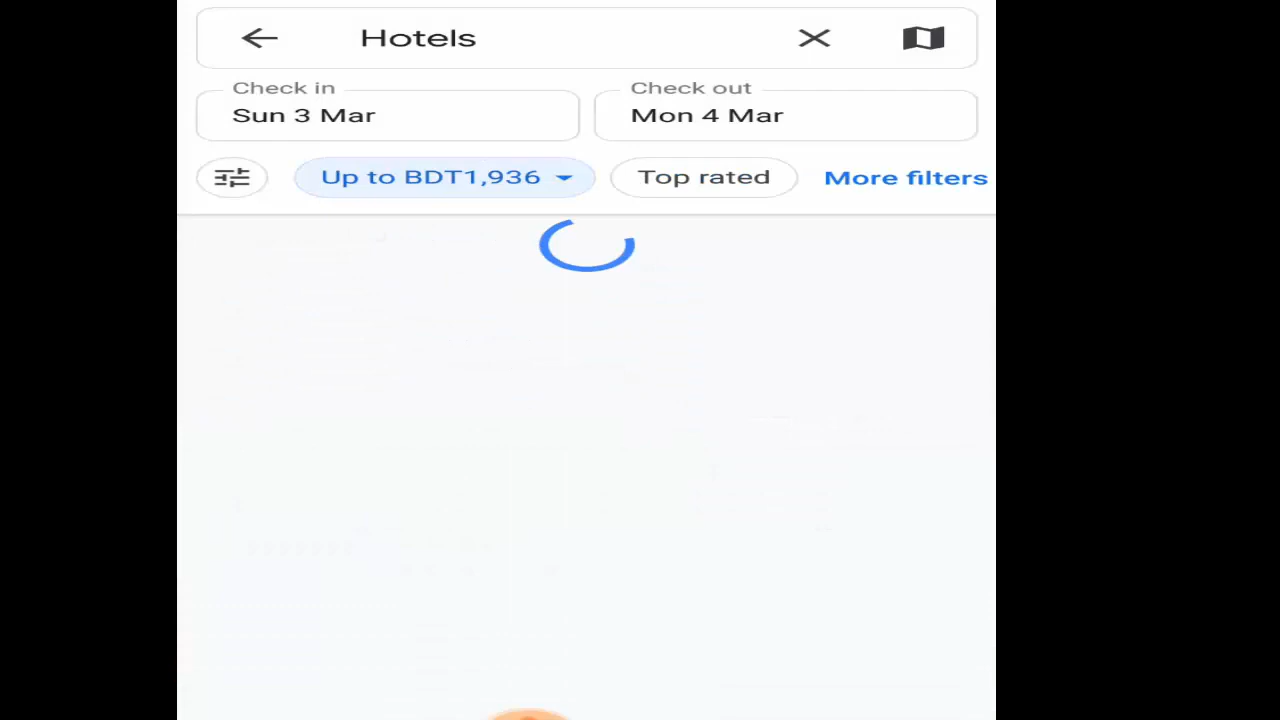 Hotels
Check in
Check out
Sun 3 Mar
Mon 4 Mar
Up to BDT1,936
Top rated
More filters